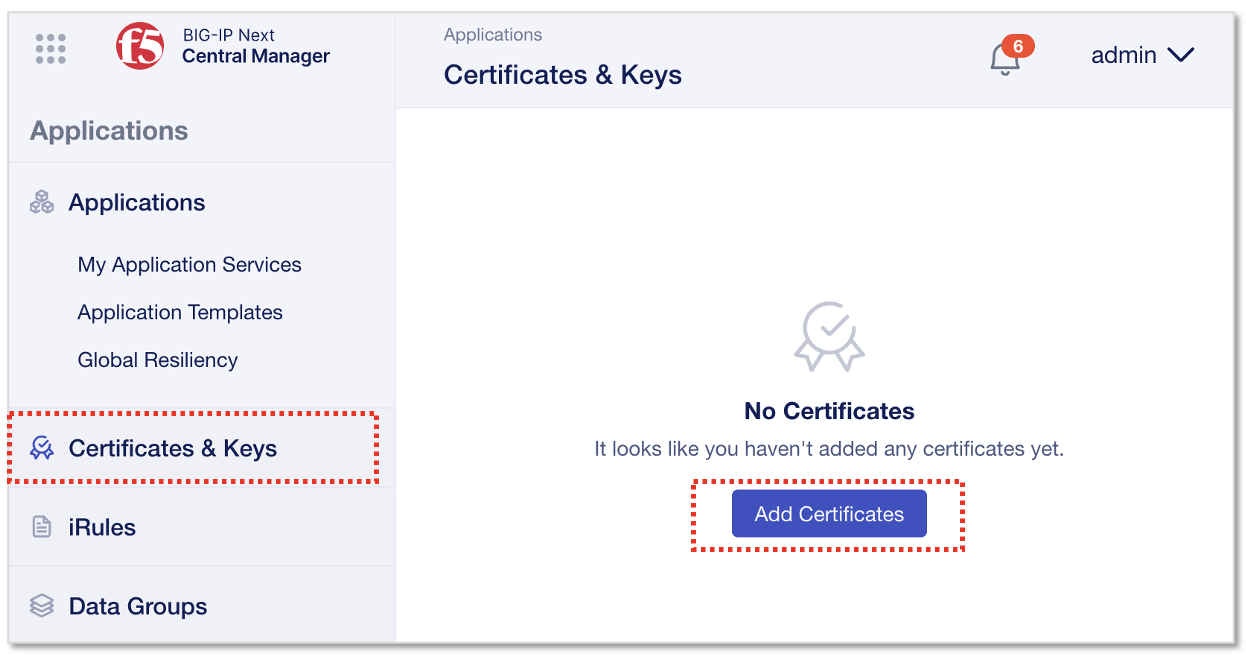 f5
BIG-IP Next
Central Manager
Applications
Certificates & Keys
6
admin
Applications
Applications
My Application Services
Application Templates
Global Resiliency
Certificates & Keys
iRules
Data Groups
No Certificates
It looks like you haven't added any certificates yet.
Add Certificates